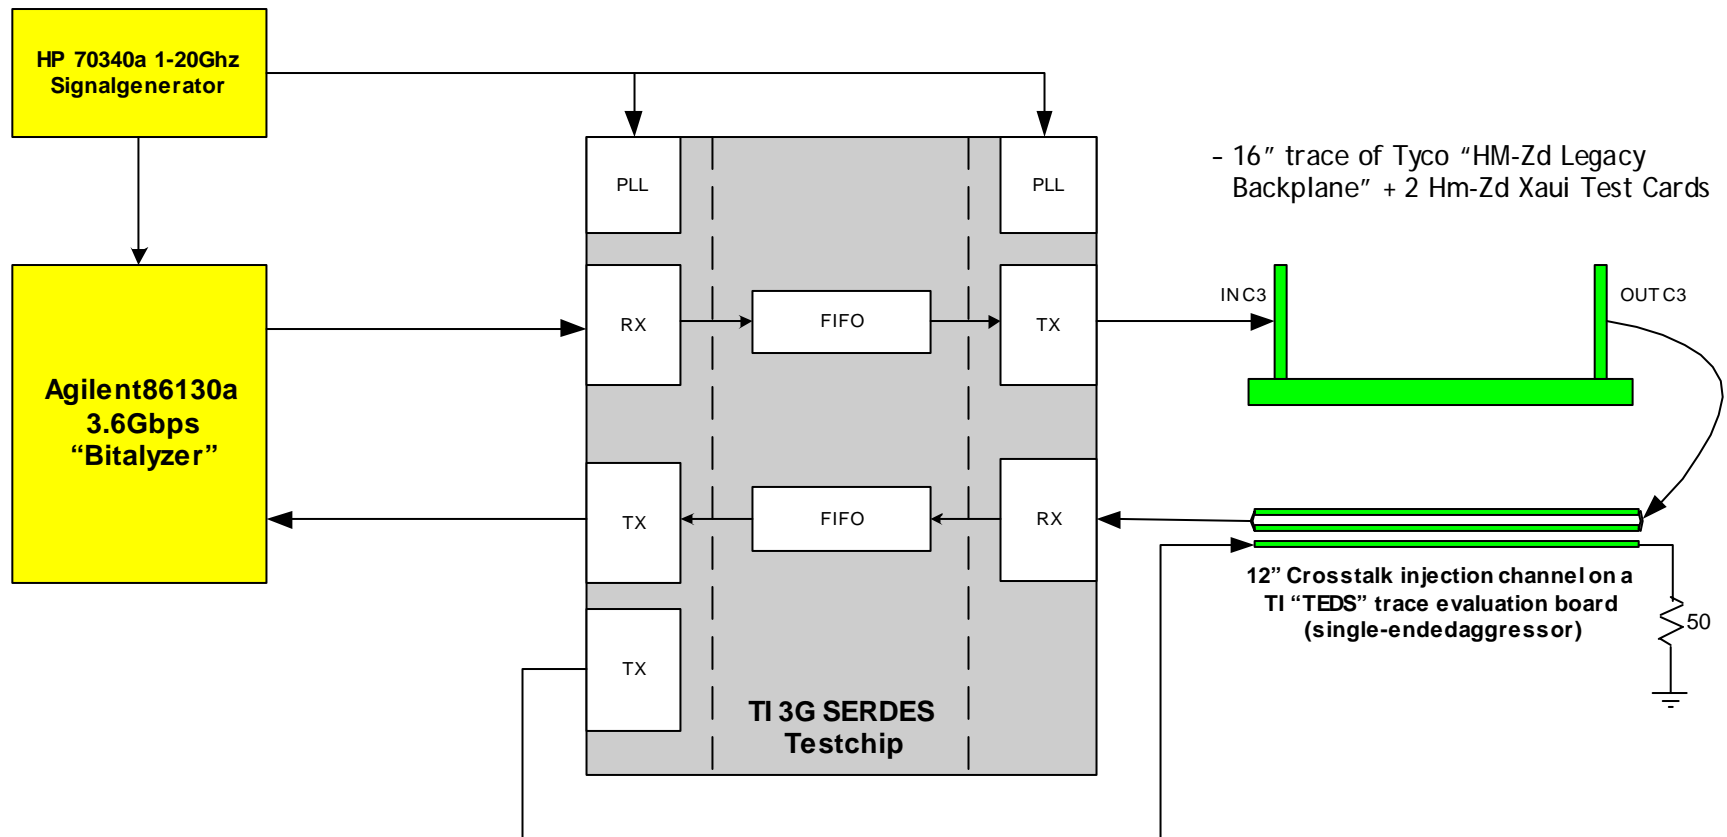 HP 70340a 1-20Ghz
Signalgenerator
PLL
PLL
- 16” trace of Tyco “HM-Zd Legacy
Backplane” + 2 Hm-Zd Xaui Test Cards
IN C3
OUT C3
RX
FIFO
TX
Agilent86130a
3.6Gbps
“Bitalyzer”
TX
FIFO
RX
12” Crosstalk injection channel on a
TI “TEDS” trace evaluation board
(single-endedaggressor)
50
TX
TI 3G SERDES
Testchip